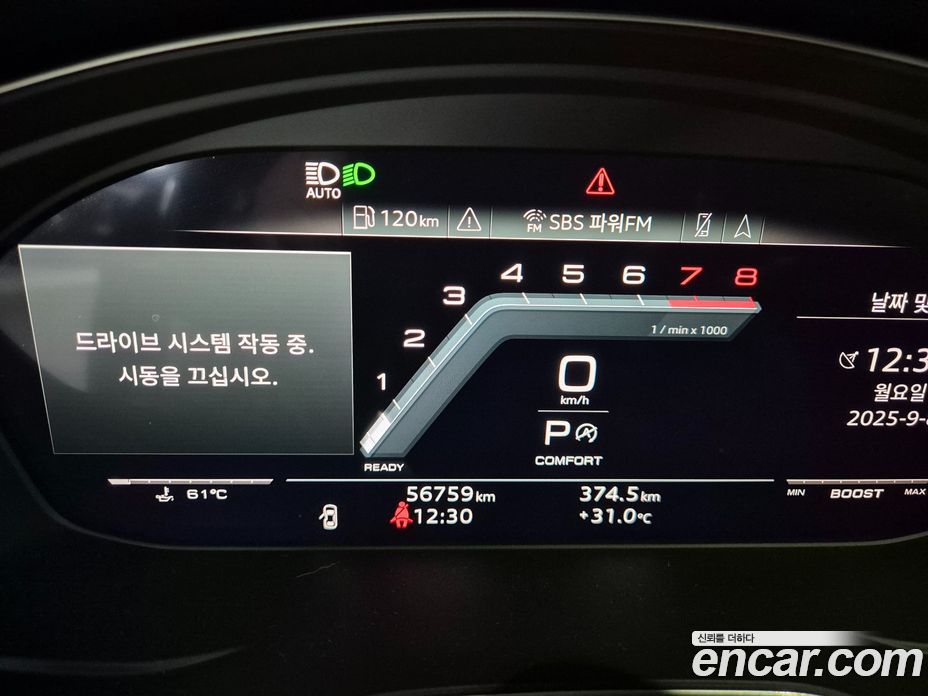 AUTO
120km
FM SBS 파워FM
1 2 3 4 5 6 7 8
1 / min x 1000
드라이브 시스템 작동 중.
시동을 끄십시오.
0
km/h
P
COMFORT
READY
날짜 및
12:3
월요일
2025-9-
61°C
56759km
374.5km
12:30
+31.0°C
MIN BOOST MAX
신뢰를 더하다
encar.com